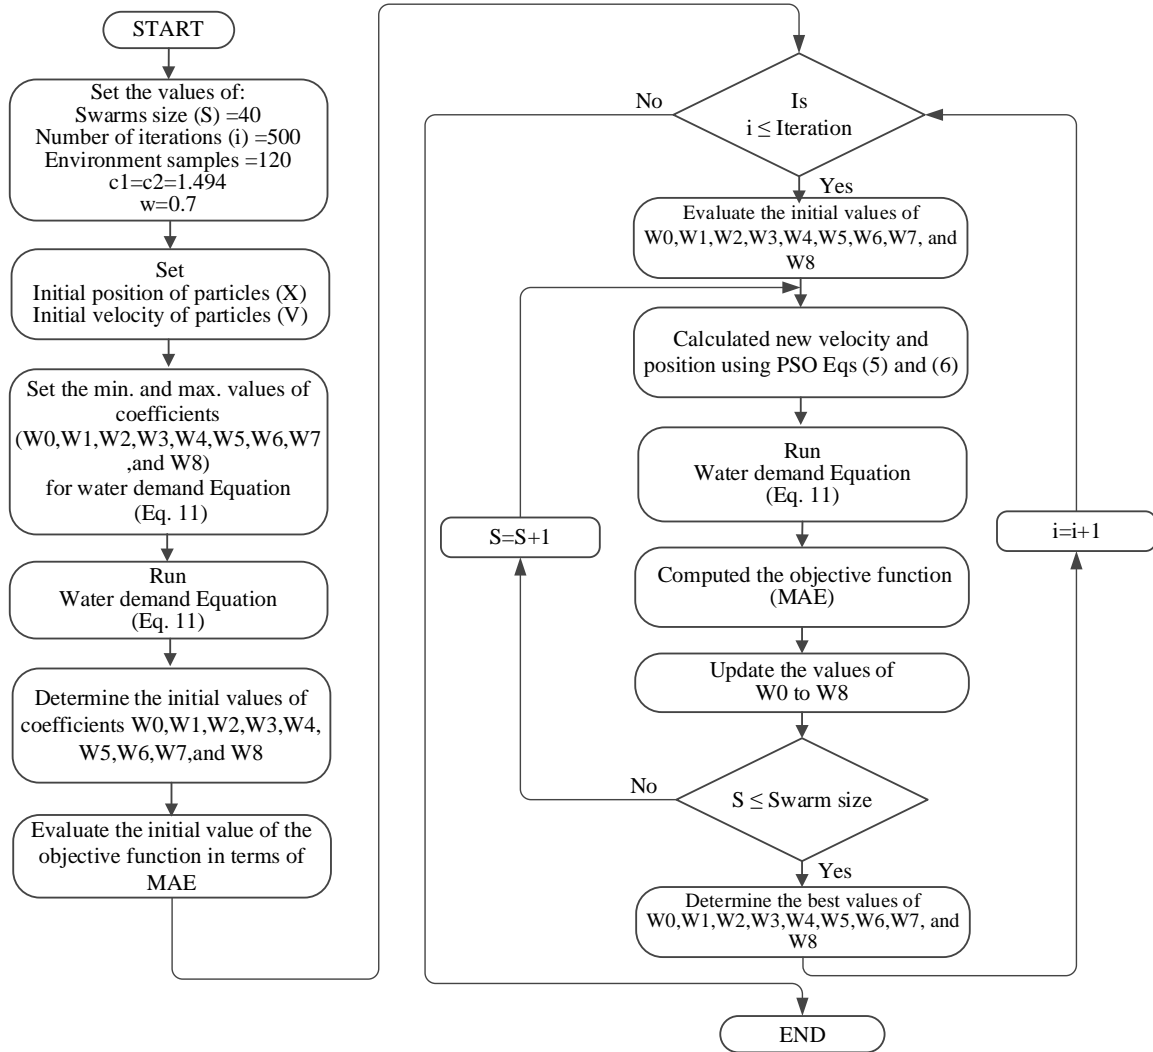 START
Set the values of:
Swarms size (S) =40
Number of iterations (i) =500
Environment samples =120
c1=c2=1.494
w=0.7
Set
Initial position of particles (X)
Initial velocity of particles (V)
Set the min. and max. values of
coefficients
(W0,W1,W2,W3,W4,W5,W6,W7
,and W8)
for water demand Equation
(Eq. 11)
Run
Water demand Equation
(Eq. 11)
Determine the initial values of
coefficients W0,W1,W2,W3,W4,
W5,W6,W7,and W8
Evaluate the initial value of the
objective function in terms of
MAE
Is
i ≤ Iteration
No
Yes
Evaluate the initial values of
W0,W1,W2,W3,W4,W5,W6,W7, and
W8
Calculated new velocity and
position using PSO Eqs (5) and (6)
Run
Water demand Equation
(Eq. 11)
Computed the objective function
(MAE)
Update the values of
W0 to W8
S ≤ Swarm size
No
S=S+1
Yes
Determine the best values of
W0,W1,W2,W3,W4,W5,W6,W7, and
W8
i=i+1
END